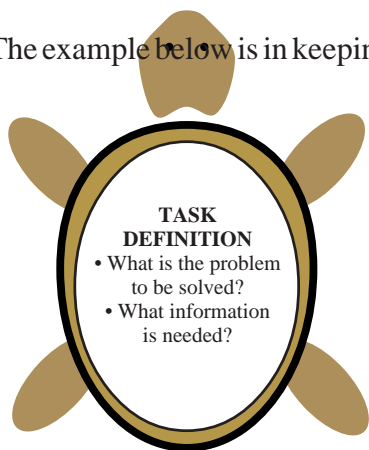 The example below is in keepin
TASK
DEFINITION
• What is the problem
to be solved?
• What information
is needed?